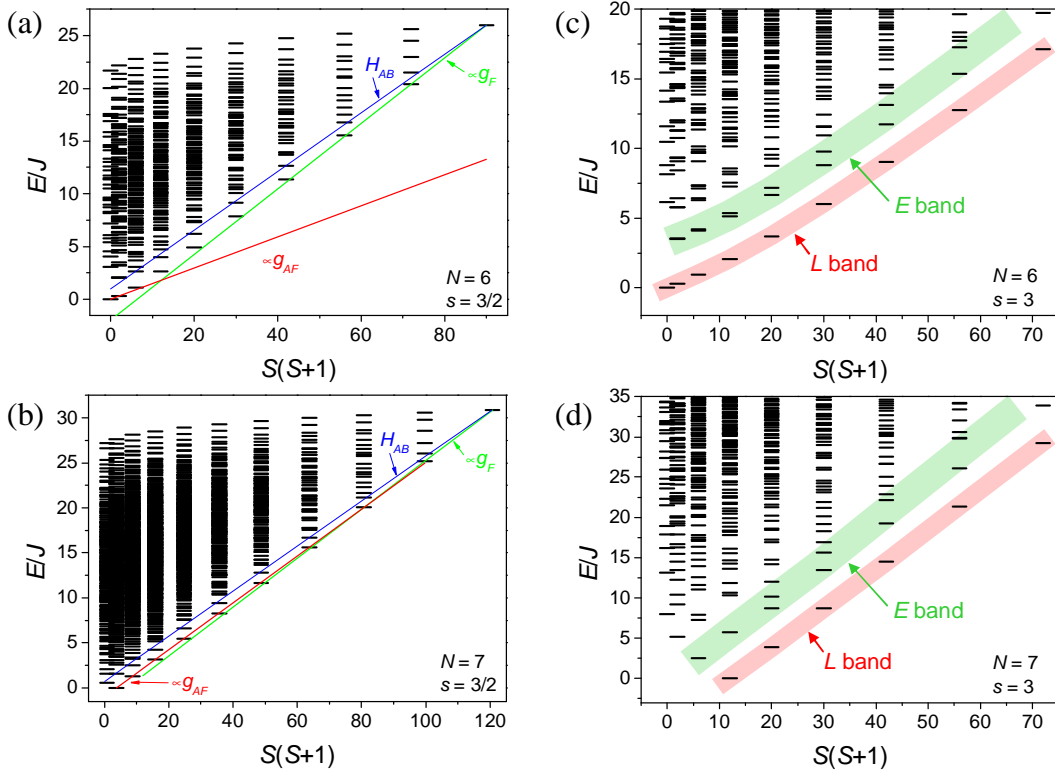 (a)
25
20
15
10
5
0
E/J
H_AB
∝g_F
∝g_AF
N = 6
s = 3/2
0 20 40 60 80
S(S+1)
(c)
20
15
10
5
0
E/J
E band
L band
N = 6
s = 3
0 10 20 30 40 50 60 70
S(S+1)
(b)
30
25
20
15
10
5
0
E/J
H_AB
∝g_F
∝g_AF
N = 7
s = 3/2
0 20 40 60 80 100 120
S(S+1)
(d)
35
30
25
20
15
10
5
0
E/J
E band
L band
N = 7
s = 3
0 10 20 30 40 50 60 70
S(S+1)